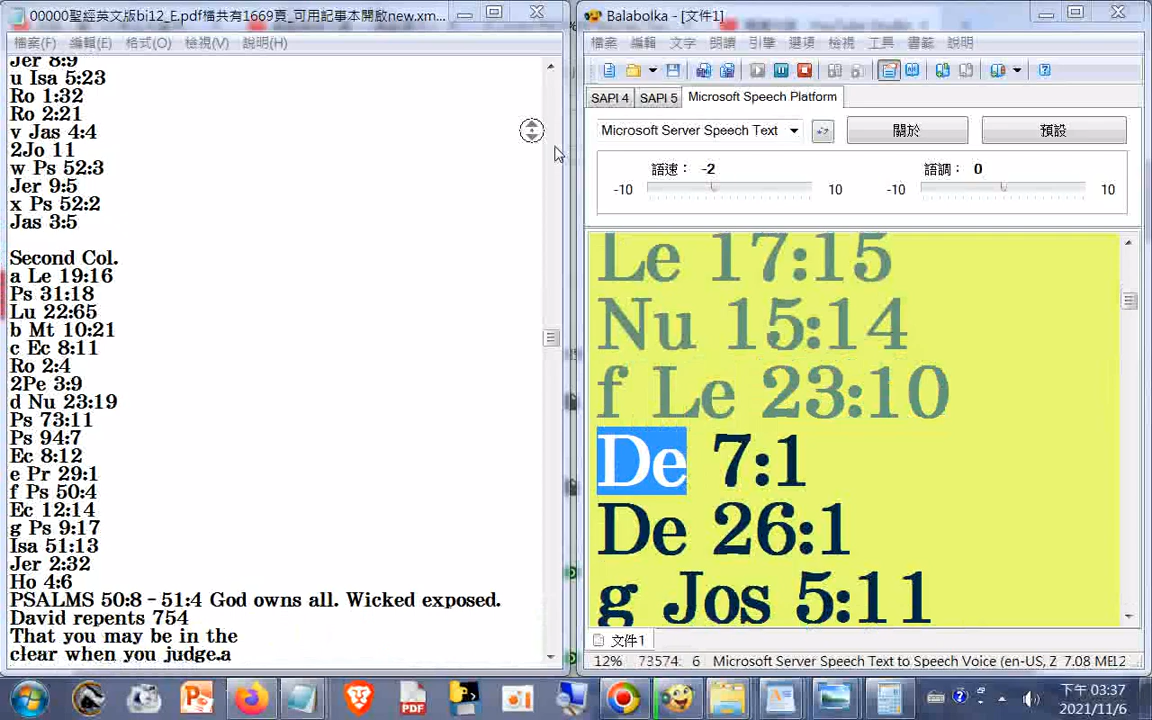 00000聖經英文版bi12_E.pdf檔共有1669頁_可用記事本開啟new.xm...
檔案(F) 編輯(E) 格式(O) 檢視(V) 說明(H)
Jer 8:9
u Isa 5:23
Ro 1:32
Ro 2:21
v Jas 4:4
2Jo 11
w Ps 52:3
Jer 9:5
x Ps 52:2
Jas 3:5
Second Col.
a Le 19:16
Ps 31:18
Lu 22:65
b Mt 10:21
c Ec 8:11
Ro 2:4
2Pe 3:9
d Nu 23:19
Ps 73:11
Ps 94:7
Ec 8:12
e Pr 29:1
f Ps 50:4
Ec 12:14
g Ps 9:17
Isa 51:13
Jer 2:32
Ho 4:6
PSALMS 50:8–51:4 God owns all. Wicked exposed.
David repents 754
That you may be in the
clear when you judge.a
Balabolka - [文件1]
檔案 編輯 文字 朗讀 引擎 選項 檢視 工具 書籤 說明
SAPI 4 SAPI 5 Microsoft Speech Platform
Microsoft Server Speech Text 關於 預設
語速： -2 語調： 0
-10 10 -10 10
Le 17:15
Nu 15:14
f Le 23:10
De 7:1
De 26:1
g Jos 5:11
文件1
12% 73574: 6 Microsoft Server Speech Text to Speech Voice (en-US, Z 7.08 ME12
PDF
下午 03:37
2021/11/6